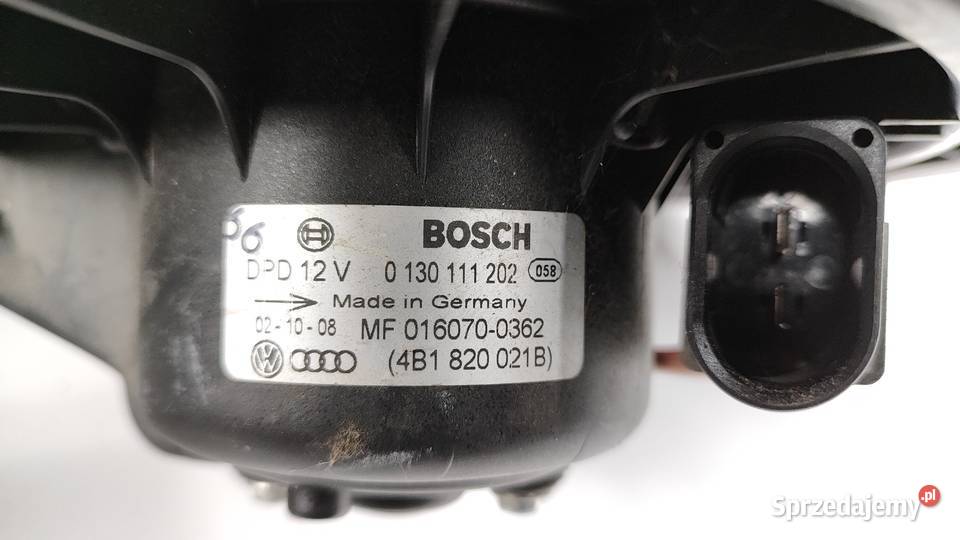 66
BOSCH
DPD 12 V 0 130 111 202 058
Made in Germany
02-10-08 MF 016070-0362
(4B1 820 021B)
Sprzedajemy.pl